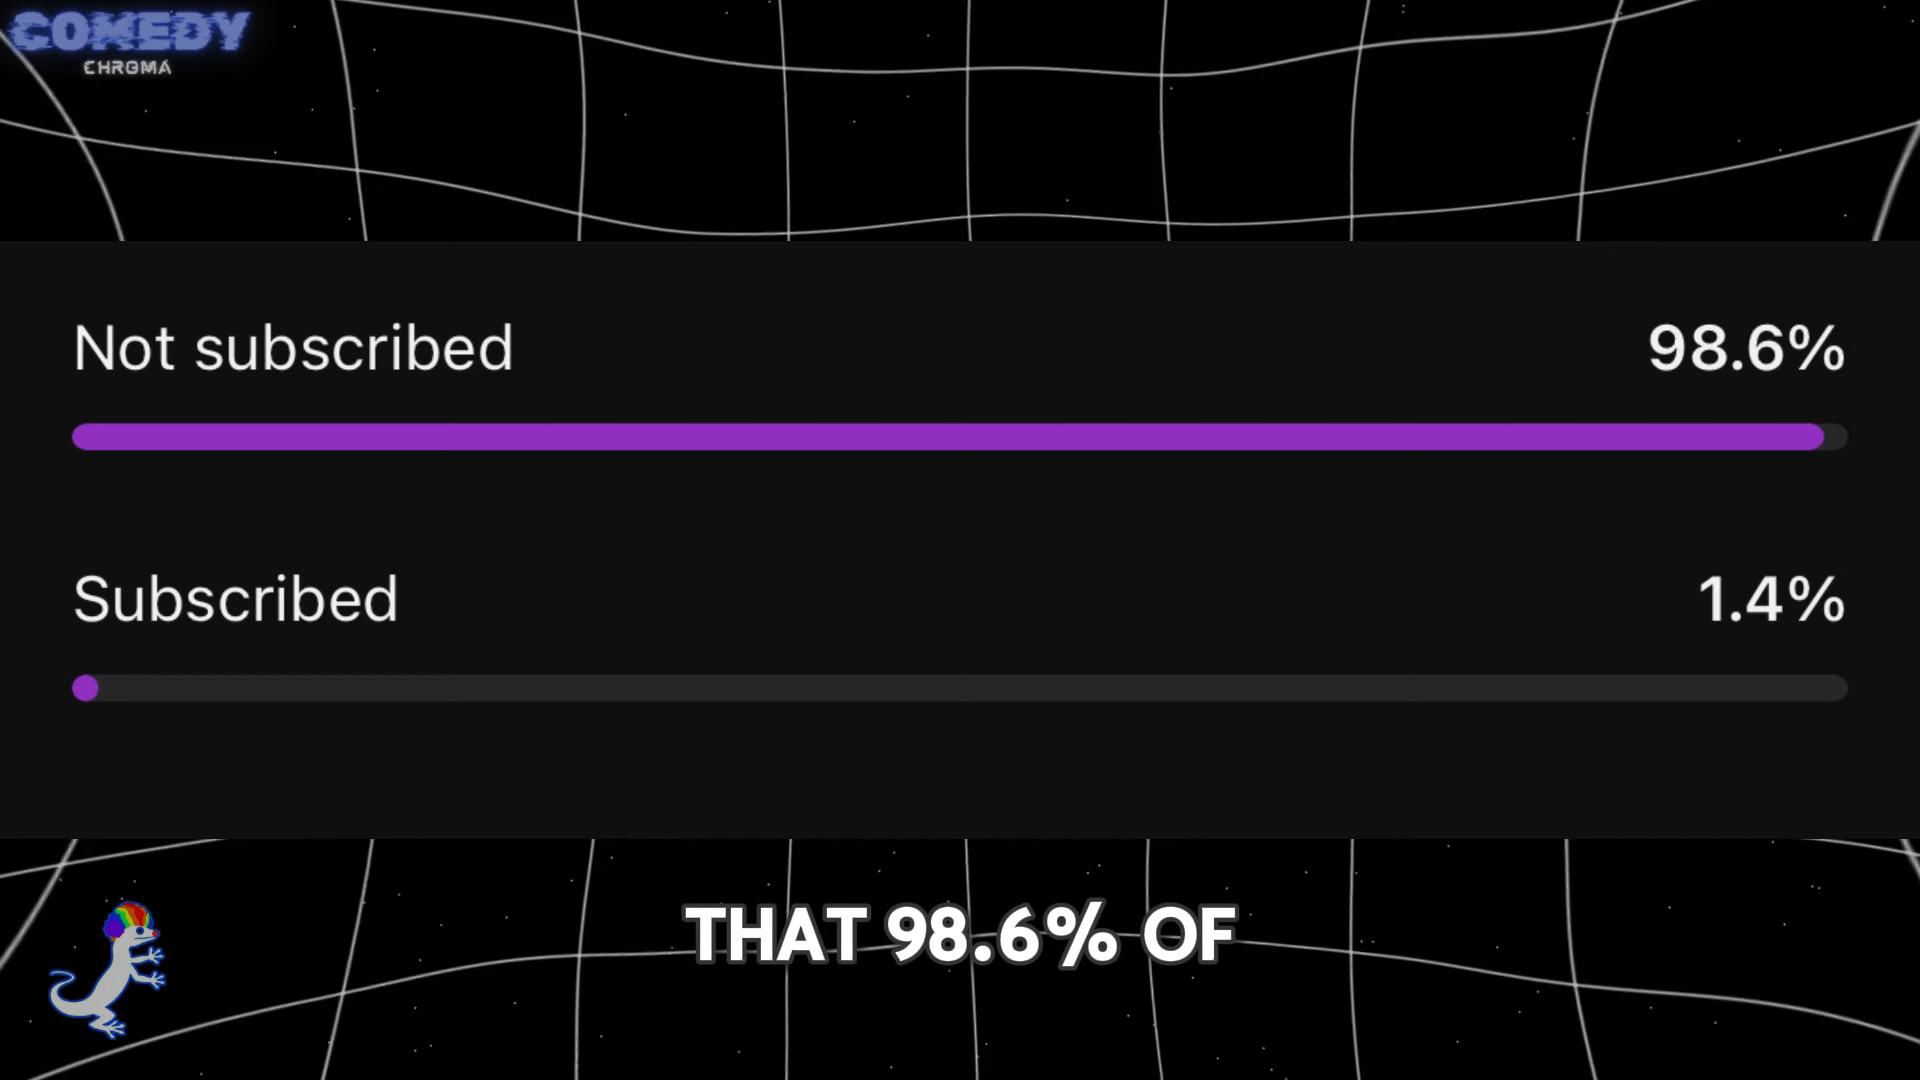 COMEDY
CHROMA
Not subscribed 98.6%
Subscribed 1.4%
THAT 98.6% OF